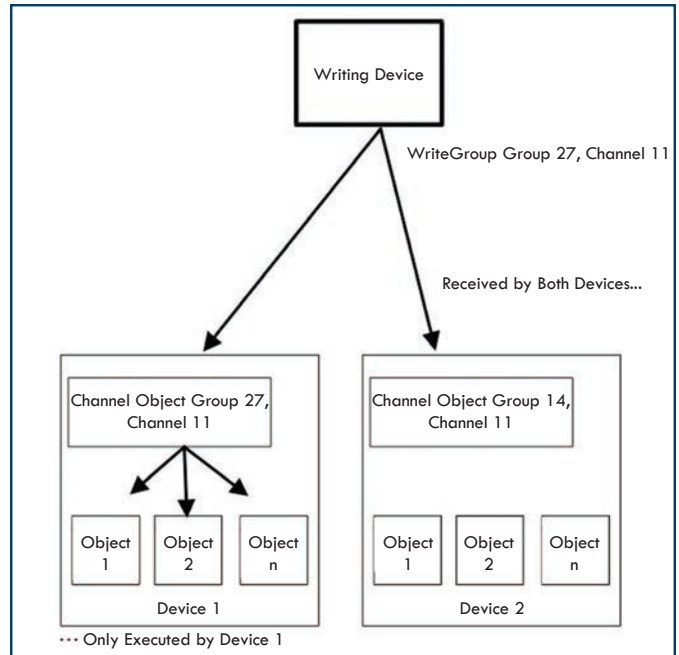 Writing Device
WriteGroup Group 27, Channel 11
Received by Both Devices...
Channel Object Group 27,
Channel 11
Channel Object Group 14,
Channel 11
Object
1
Object
2
Object
n
Object
1
Object
2
Object
n
Device 1
Device 2
... Only Executed by Device 1